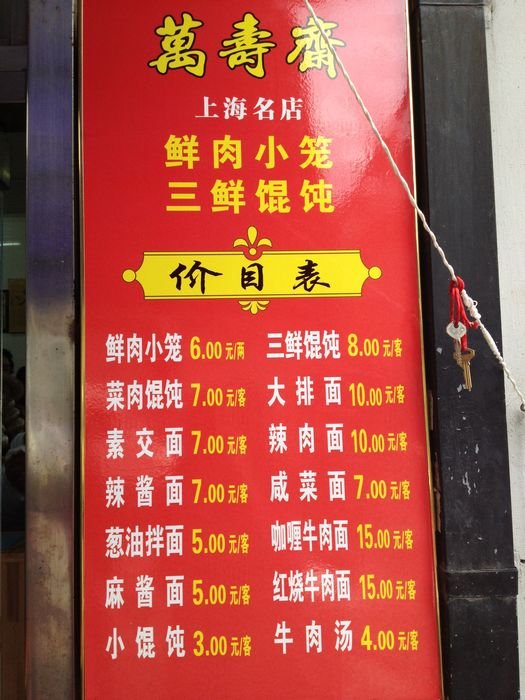 萬壽齋
上海名店
鲜肉小笼
三鲜馄饨
价目表
鲜肉小笼 6.00元/两 三鲜馄饨 8.00元/客
菜肉馄饨 7.00元/客 大排面 10.00元/客
素交面 7.00元/客 辣肉面 10.00元/客
辣酱面 7.00元/客 咸菜面 7.00元/客
葱油拌面 5.00元/客 咖喱牛肉面 15.00元/客
麻酱面 5.00元/客 红烧牛肉面 15.00元/客
小馄饨 3.00元/客 牛肉汤 4.00元/客